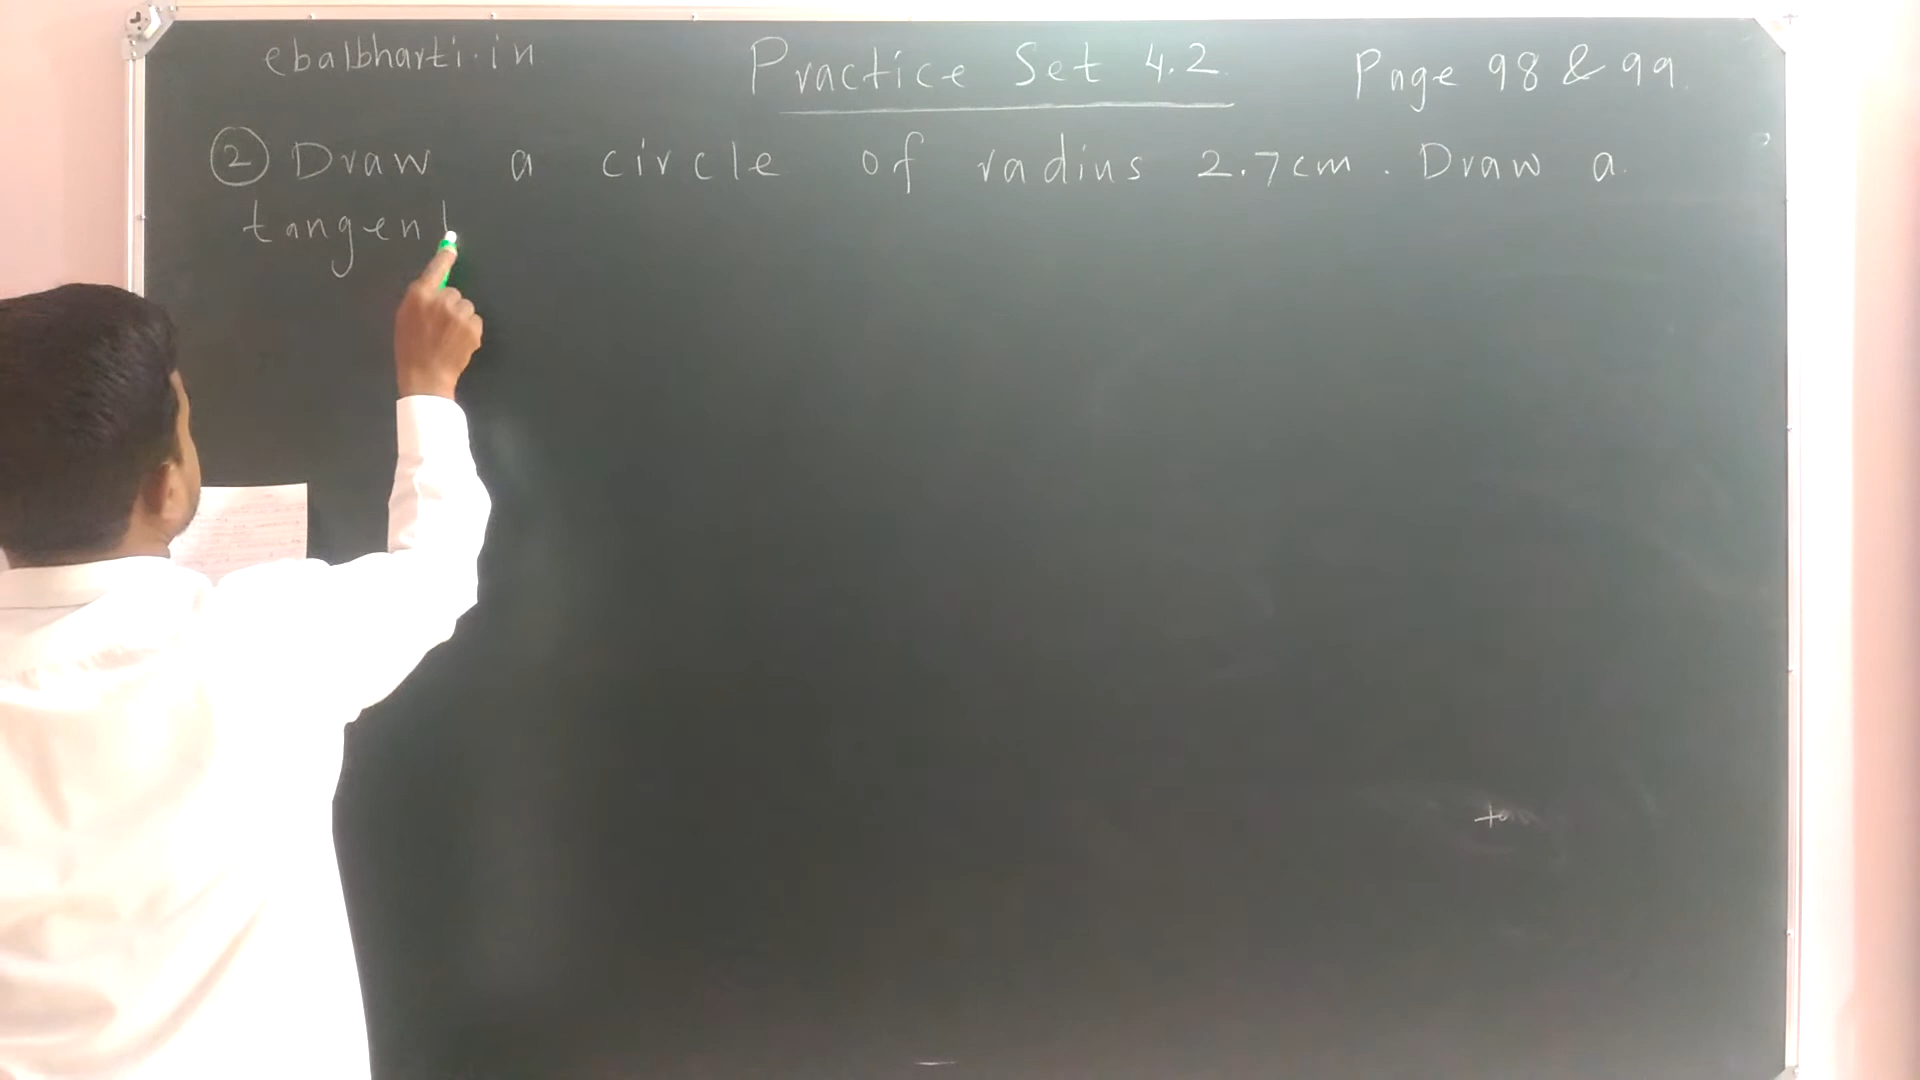 ebalbharti.in Practice Set 4.2 Page 98 & 99.
② Draw a circle of radius 2.7cm. Draw a
tangent